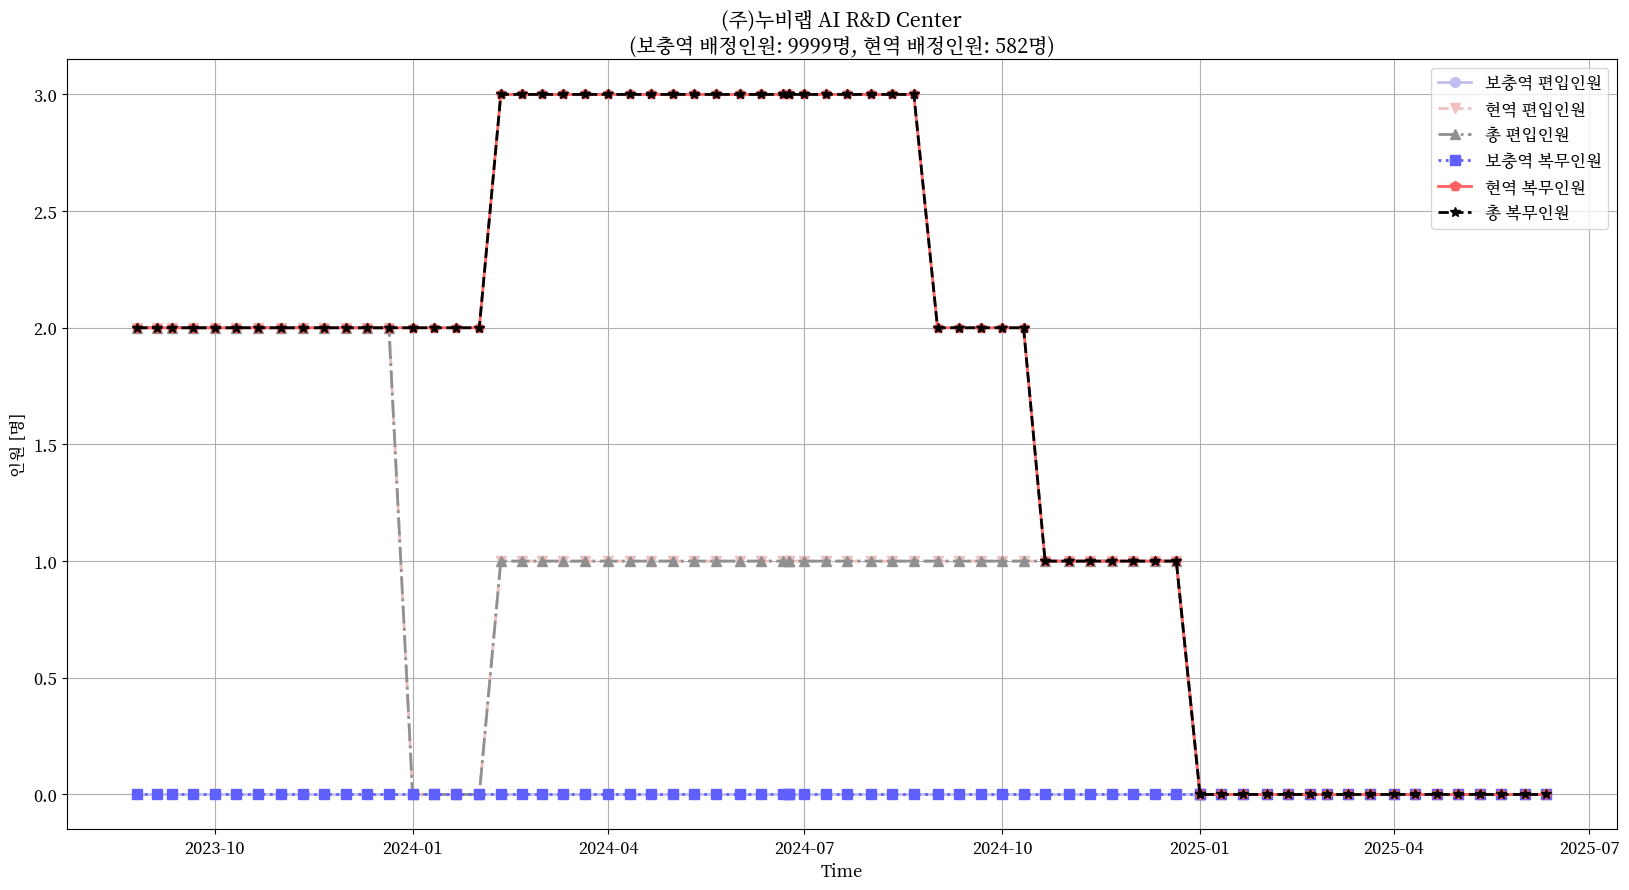 (주)누비랩 AI R&D Center
(보충역 배정인원: 9999명, 현역 배정인원: 582명)
보충역 편입인원
현역 편입인원
총 편입인원
보충역 복무인원
현역 복무인원
총 복무인원
3.0
2.5
2.0
1.5
1.0
0.5
0.0
인원 [명]
2023-10
2024-01
2024-04
2024-07
2024-10
2025-01
2025-04
2025-07
Time